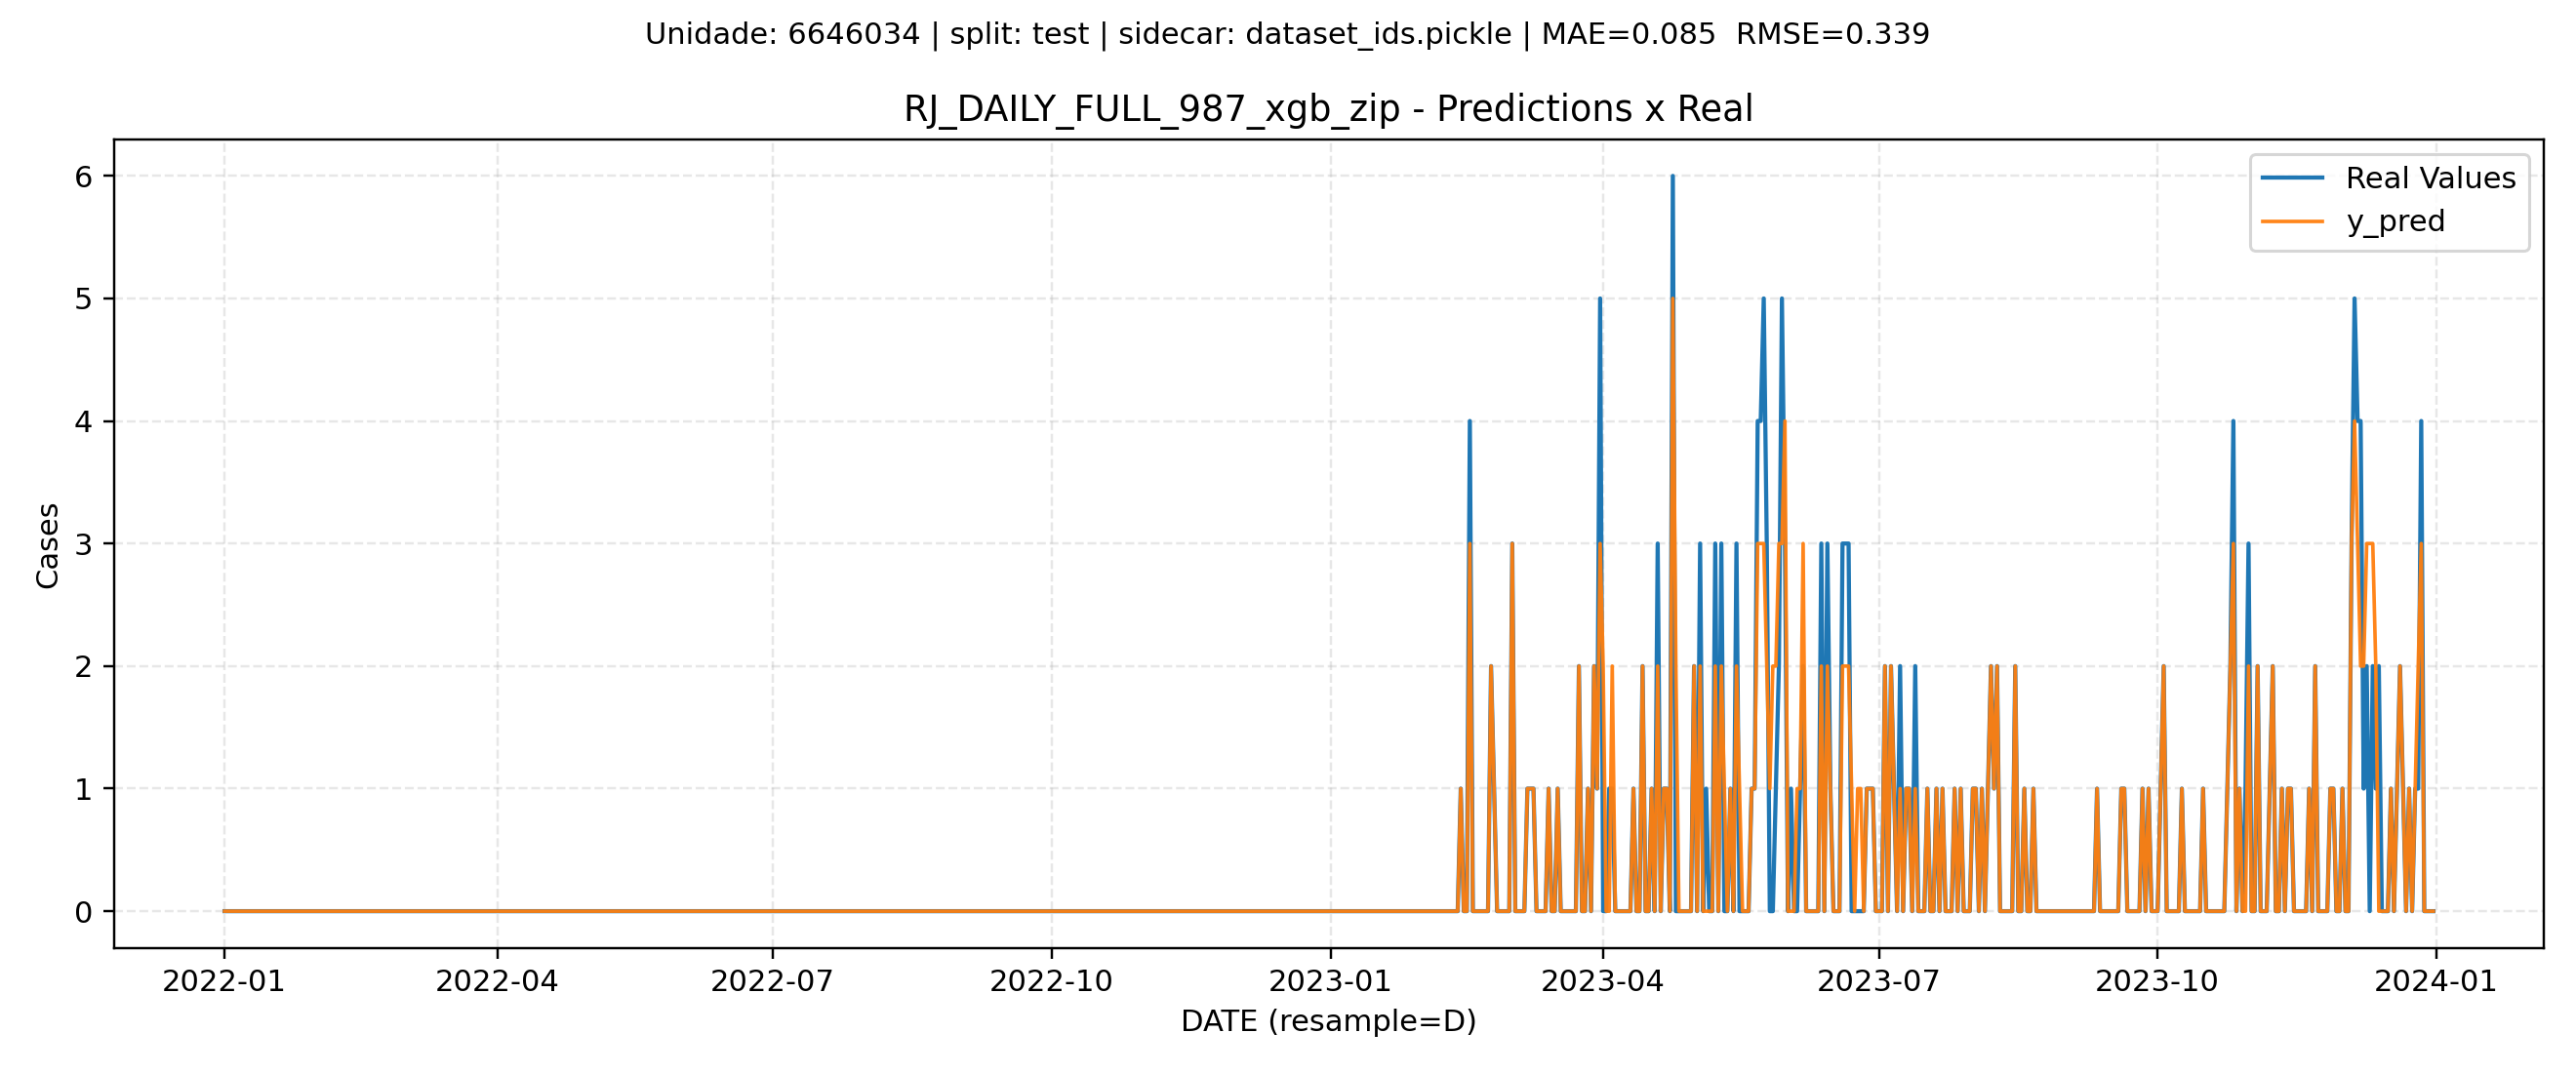 Unidade: 6646034 | split: test | sidecar: dataset_ids.pickle | MAE=0.085  RMSE=0.339
RJ_DAILY_FULL_987_xgb_zip - Predictions x Real
Real Values
y_pred
6
5
4
3
2
1
0
Cases
2022-01 2022-04 2022-07 2022-10 2023-01 2023-04 2023-07 2023-10 2024-01
DATE (resample=D)